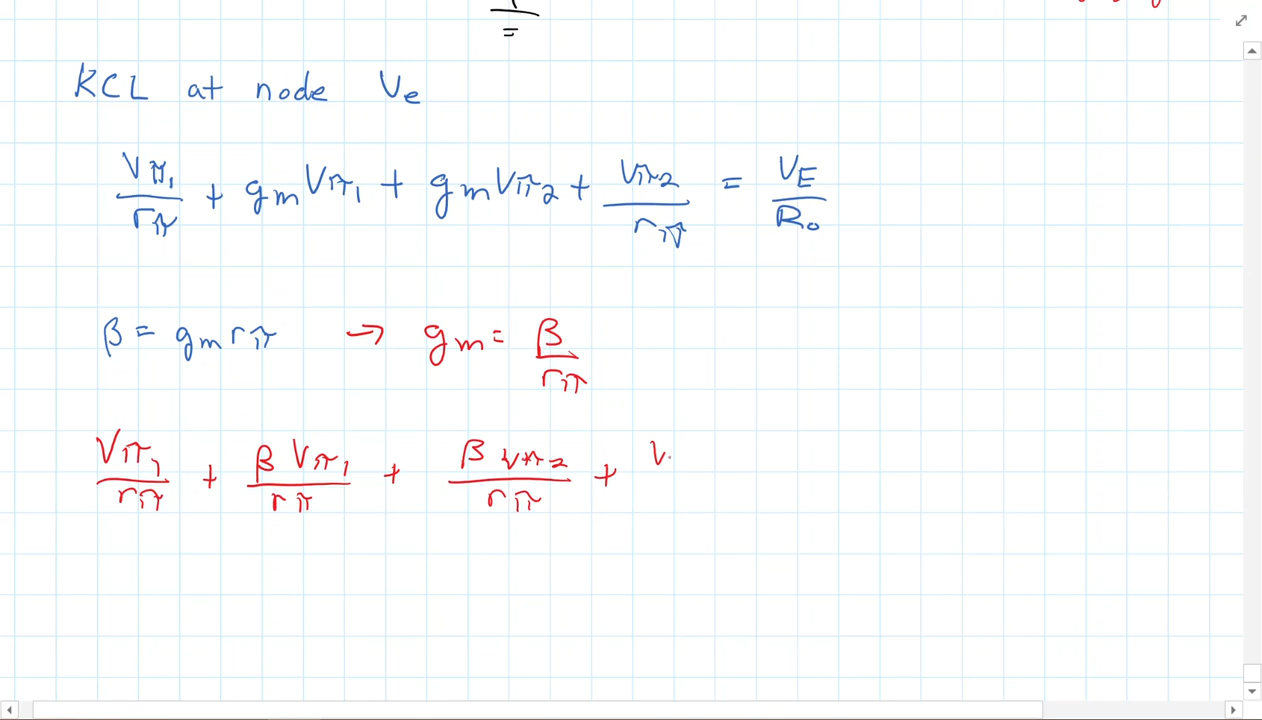 KCL at node Ve
Vπ1/rπ + gmVπ1 + gmVπ2 + Vπ2/rπ = VE/Ro
β = gmrπ → gm = β/rπ
Vπ1/rπ + βVπ1/rπ + βVπ2/rπ + V